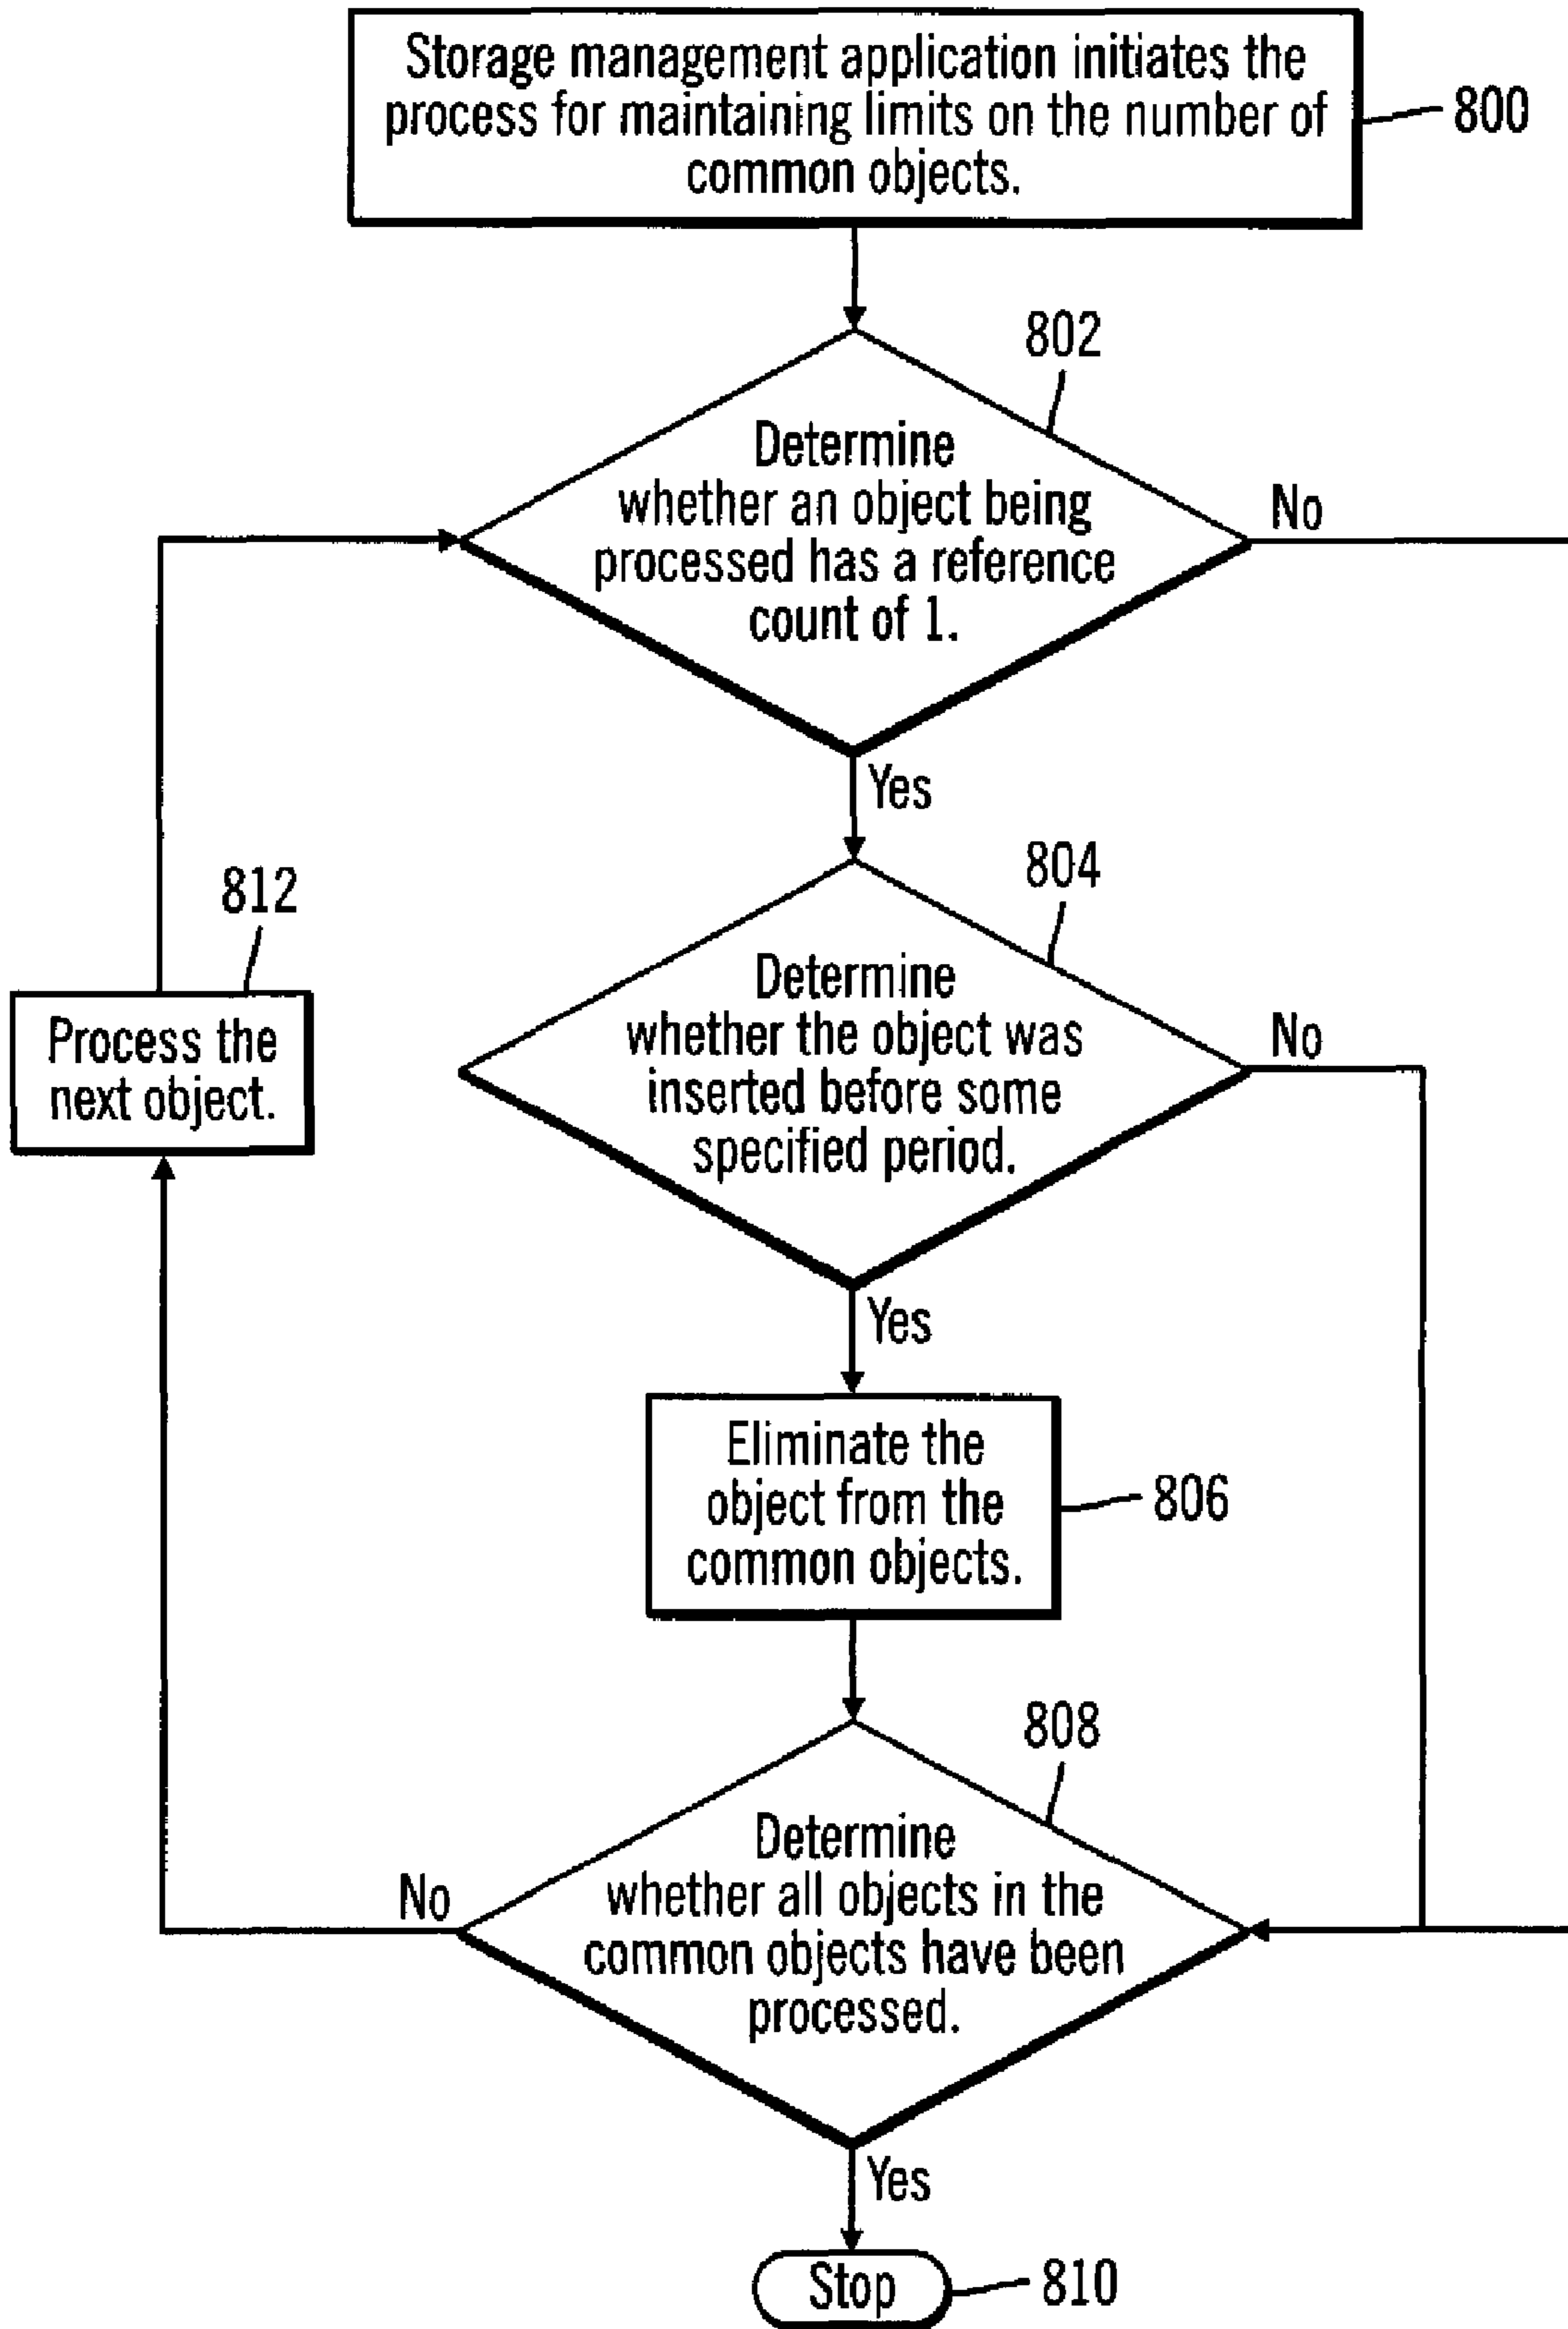 Storage management application initiates the
process for maintaining limits on the number of
common objects.
800
802
Determine
whether an object being
processed has a reference
count of 1.
No
Yes
804
812
Determine
whether the object was
inserted before some
specified period.
No
Process the
next object.
Yes
Eliminate the
object from the
common objects.
806
808
Determine
whether all objects in the
common objects have been
processed.
No
Yes
Stop
810